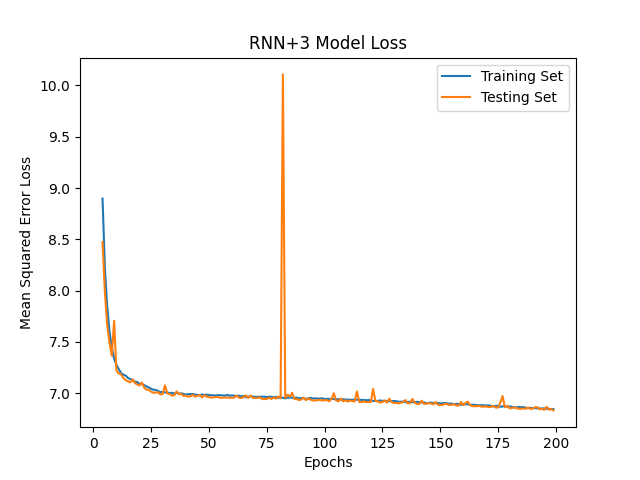 RNN+3 Model Loss
Training Set
Testing Set
Mean Squared Error Loss
10.0
9.5
9.0
8.5
8.0
7.5
7.0
0 25 50 75 100 125 150 175 200
Epochs